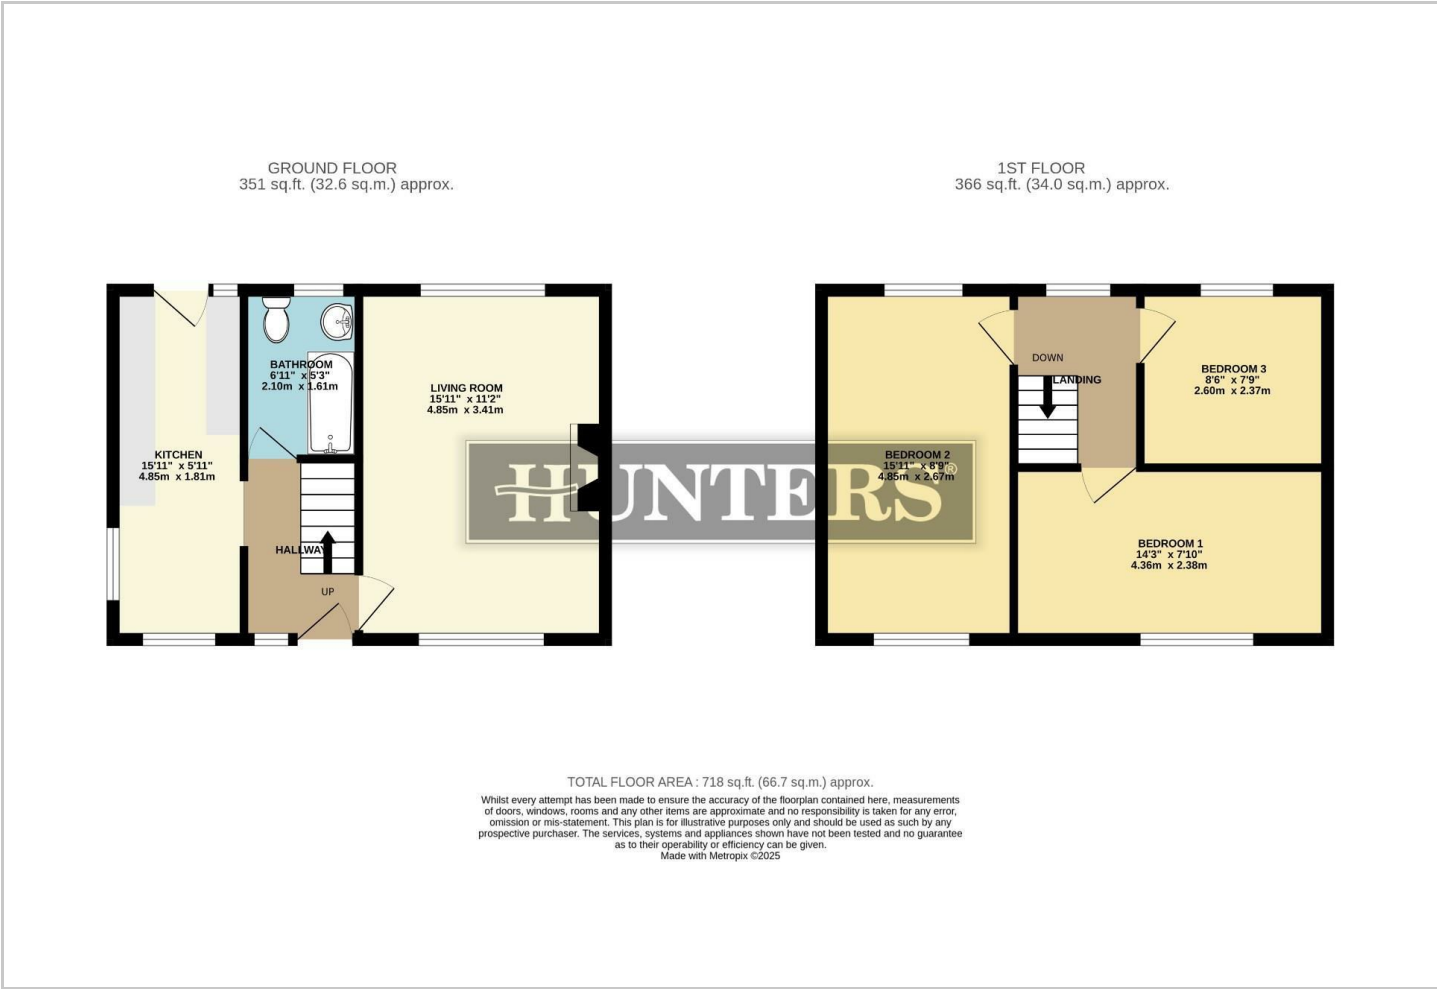 GROUND FLOOR
351 sq.ft. (32.6 sq.m.) approx.
1ST FLOOR
366 sq.ft. (34.0 sq.m.) approx.
BATHROOM
6'11" x 5'3"
2.10m x 1.61m
LIVING ROOM
15'11" x 11'2"
4.85m x 3.41m
KITCHEN
15'11" x 5'11"
4.85m x 1.81m
HALLWAY
UP
DOWN
LANDING
BEDROOM 3
8'6" x 7'9"
2.60m x 2.37m
BEDROOM 2
15'11" x 8'9"
4.85m x 2.67m
HUNTERS®
BEDROOM 1
14'3" x 7'10"
4.36m x 2.38m
TOTAL FLOOR AREA : 718 sq.ft. (66.7 sq.m.) approx.
Whilst every attempt has been made to ensure the accuracy of the floorplan contained here, measurements
of doors, windows, rooms and any other items are approximate and no responsibility is taken for any error,
omission or mis-statement. This plan is for illustrative purposes only and should be used as such by any
prospective purchaser. The services, systems and appliances shown have not been tested and no guarantee
as to their operability or efficiency can be given.
Made with Metropix ©2025